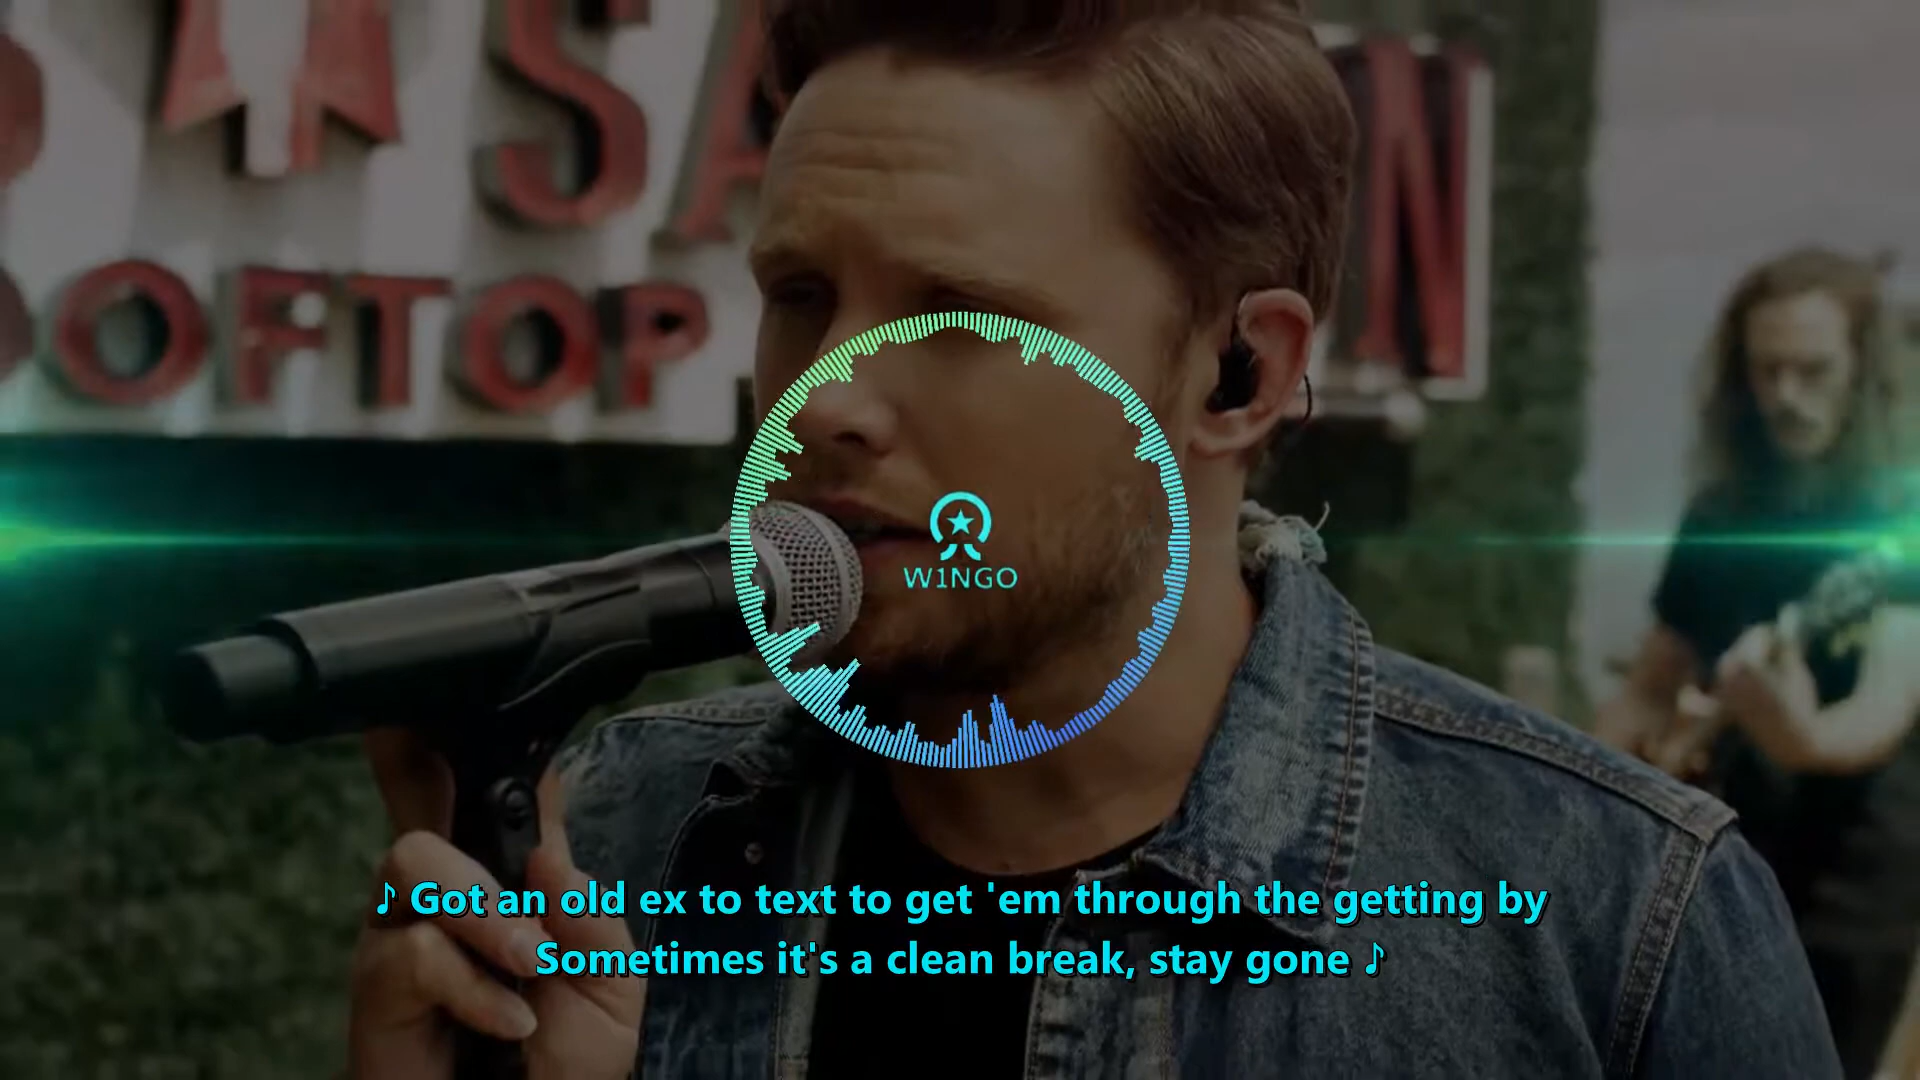 SA N
OFTOP
W1NGO
♪ Got an old ex to text to get 'em through the getting by
Sometimes it's a clean break, stay gone ♪